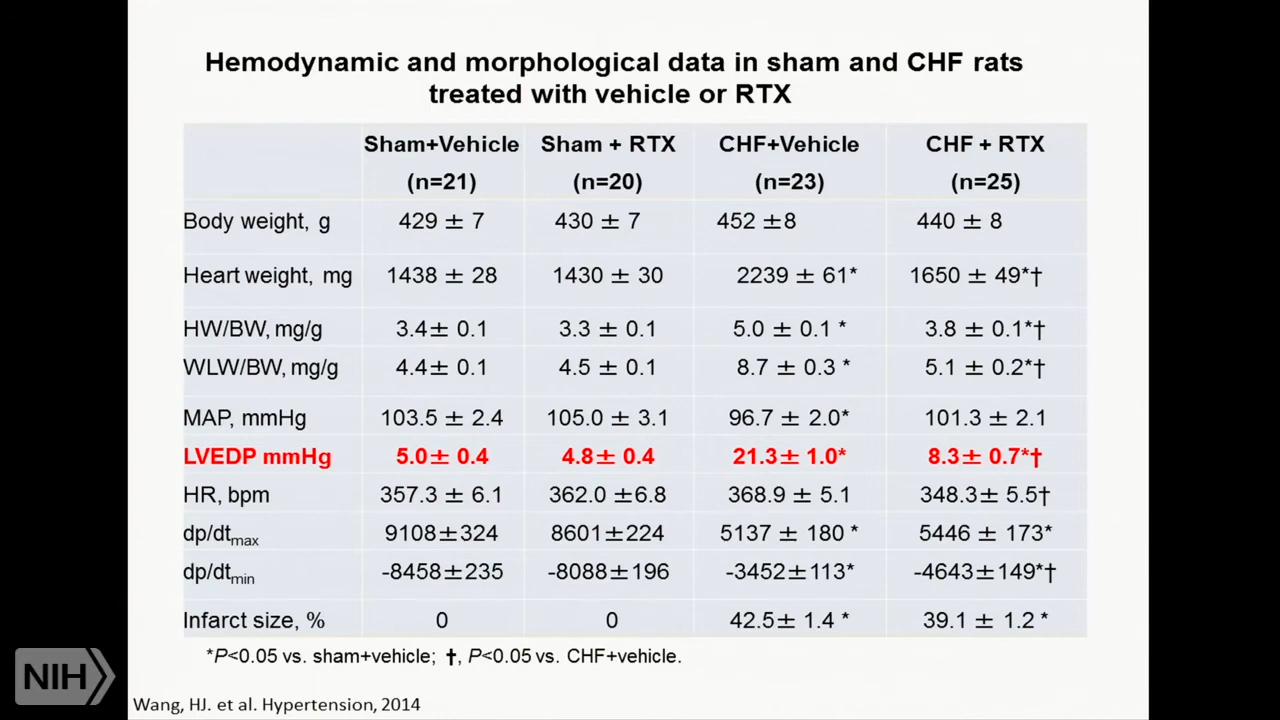 Hemodynamic and morphological data in sham and CHF rats
treated with vehicle or RTX
Sham+Vehicle Sham + RTX CHF+Vehicle CHF + RTX
(n=21) (n=20) (n=23) (n=25)
Body weight, g 429 ± 7 430 ± 7 452 ±8 440 ± 8
Heart weight, mg 1438 ± 28 1430 ± 30 2239 ± 61* 1650 ± 49*†
HW/BW, mg/g 3.4± 0.1 3.3 ± 0.1 5.0 ± 0.1 * 3.8 ± 0.1*†
WLW/BW, mg/g 4.4± 0.1 4.5 ± 0.1 8.7 ± 0.3 * 5.1 ± 0.2*†
MAP, mmHg 103.5 ± 2.4 105.0 ± 3.1 96.7 ± 2.0* 101.3 ± 2.1
LVEDP mmHg 5.0± 0.4 4.8± 0.4 21.3± 1.0* 8.3± 0.7*†
HR, bpm 357.3 ± 6.1 362.0 ±6.8 368.9 ± 5.1 348.3± 5.5†
dp/dtmax 9108±324 8601±224 5137 ± 180 * 5446 ± 173*
dp/dtmin -8458±235 -8088±196 -3452±113* -4643±149*†
Infarct size, % 0 0 42.5± 1.4 * 39.1 ± 1.2 *
*P<0.05 vs. sham+vehicle; †, P<0.05 vs. CHF+vehicle.
NIH
Wang, HJ. et al. Hypertension, 2014